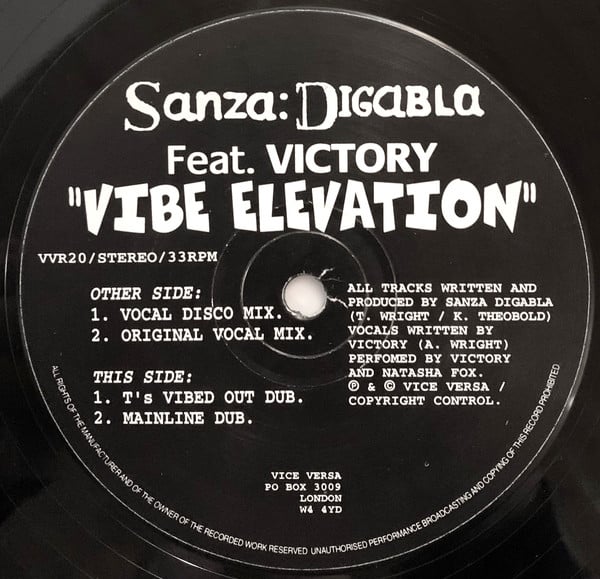 Sanza: Digabla
Feat. VICTORY
"VIBE ELEVATION"
VVR20/STEREO/33RPM
OTHER SIDE:
1. VOCAL DISCO MIX.
2. ORIGINAL VOCAL MIX.
THIS SIDE:
1. T's VIBED OUT DUB.
2. MAINLINE DUB.
ALL TRACKS WRITTEN AND
PRODUCED BY SANZA DIGABLA
(T. WRIGHT / K. THEOBOLD)
VOCALS WRITTEN BY
VICTORY (A. WRIGHT)
PERFOMED BY VICTORY
AND NATASHA FOX.
℗ & © VICE VERSA /
COPYRIGHT CONTROL.
VICE VERSA
PO BOX 3009
LONDON
W4 4YD
ALL RIGHTS OF THE MANUFACTURER AND OF THE OWNER OF THE RECORDED WORK RESERVED UNAUTHORISED PERFORMANCE BROADCASTING AND COPYING OF THIS RECORD PROHIBITED